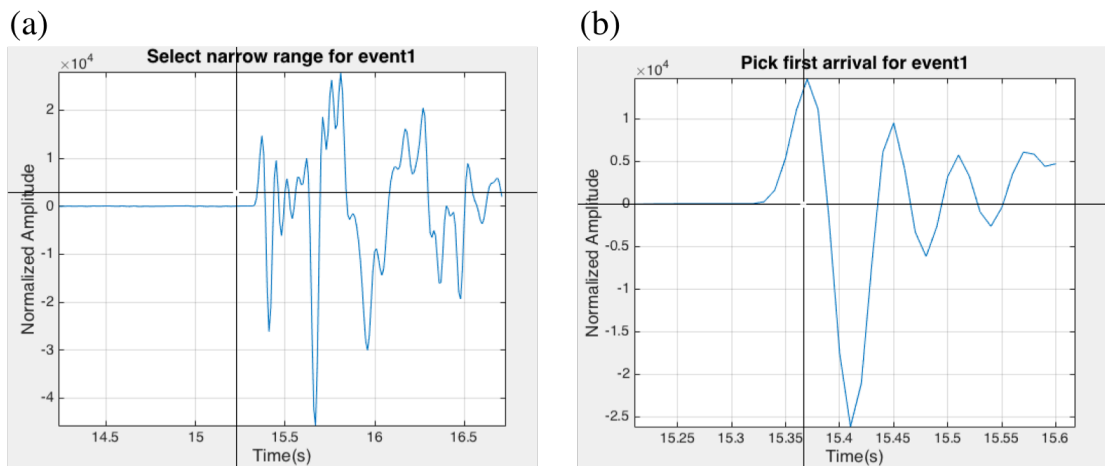 (a)
Select narrow range for event1
×10⁴
2
1
0
-1
-2
-3
-4
Normalized Amplitude
14.5 15 15.5 16 16.5
Time(s)
(b)
Pick first arrival for event1
×10⁴
1
0.5
0
-0.5
-1
-1.5
-2
-2.5
Normalized Amplitude
15.25 15.3 15.35 15.4 15.45 15.5 15.55 15.6
Time(s)